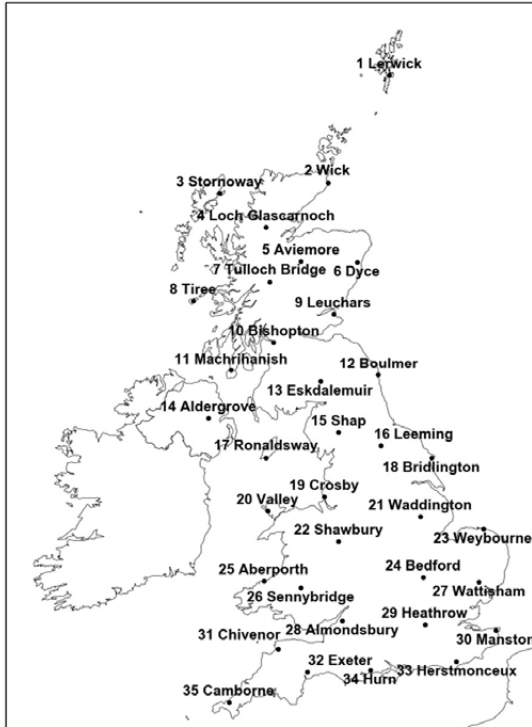 1 Lerwick
2 Wick
3 Stornoway
4 Loch Glascarnoch
5 Aviemore
6 Dyce
7 Tulloch Bridge
8 Tiree
9 Leuchars
10 Bishopton
11 Machrihanish
12 Boulmer
13 Eskdalemuir
14 Aldergrove
15 Shap
16 Leeming
17 Ronaldsway
18 Bridlington
19 Crosby
20 Valley
21 Waddington
22 Shawbury
23 Weybourne
24 Bedford
25 Aberporth
26 Sennybridge
27 Wattisham
28 Almondsbury
29 Heathrow
30 Manston
31 Chivenor
32 Exeter
33 Herstmonceux
34 Hurn
35 Camborne